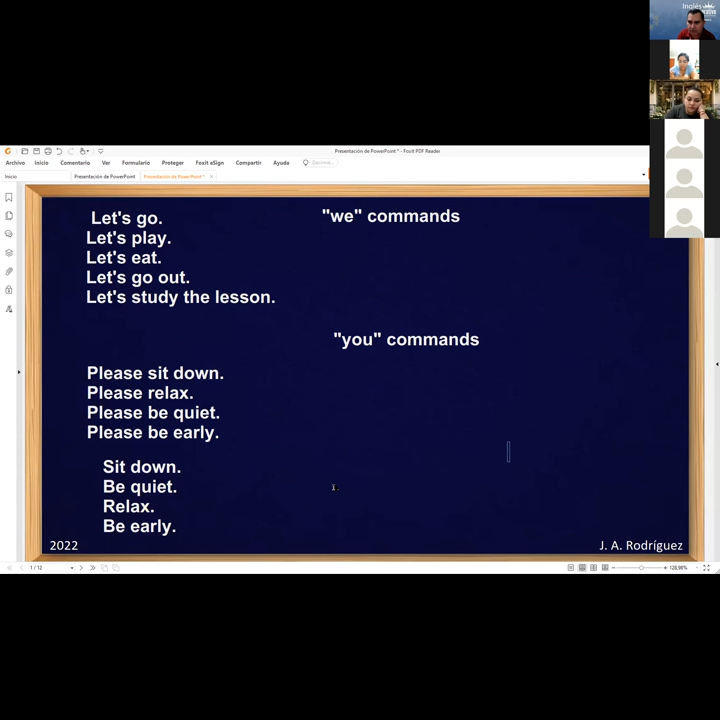 Inglés
Presentación de PowerPoint * - Foxit PDF Reader
Archivo Inicio Comentario Ver Formulario Proteger Foxit eSign Compartir Ayuda
Inicio Presentación de PowerPoint Presentación de PowerPoint *
Let's go.
"we" commands
Let's play.
Let's eat.
Let's go out.
Let's study the lesson.
"you" commands
Please sit down.
Please relax.
Please be quiet.
Please be early.
Sit down.
Be quiet.
Relax.
Be early.
2022
J. A. Rodríguez
1 / 12
128,98%